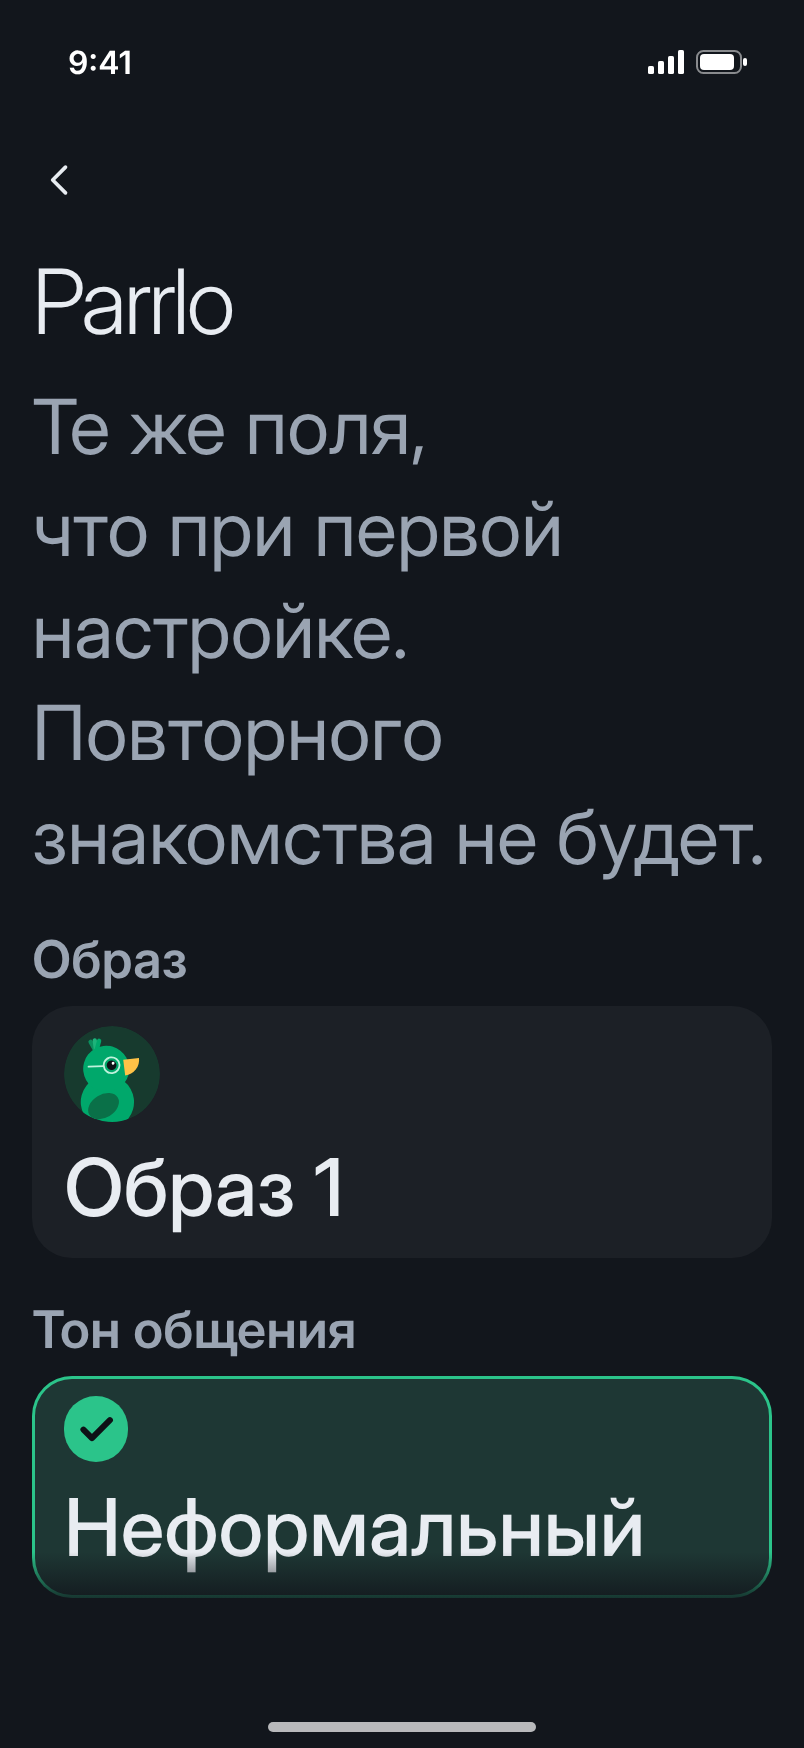 9:41
Parrlo
Те же поля,
что при первой
настройке.
Повторного
знакомства не будет.
Образ
Образ 1
Тон общения
Неформальный